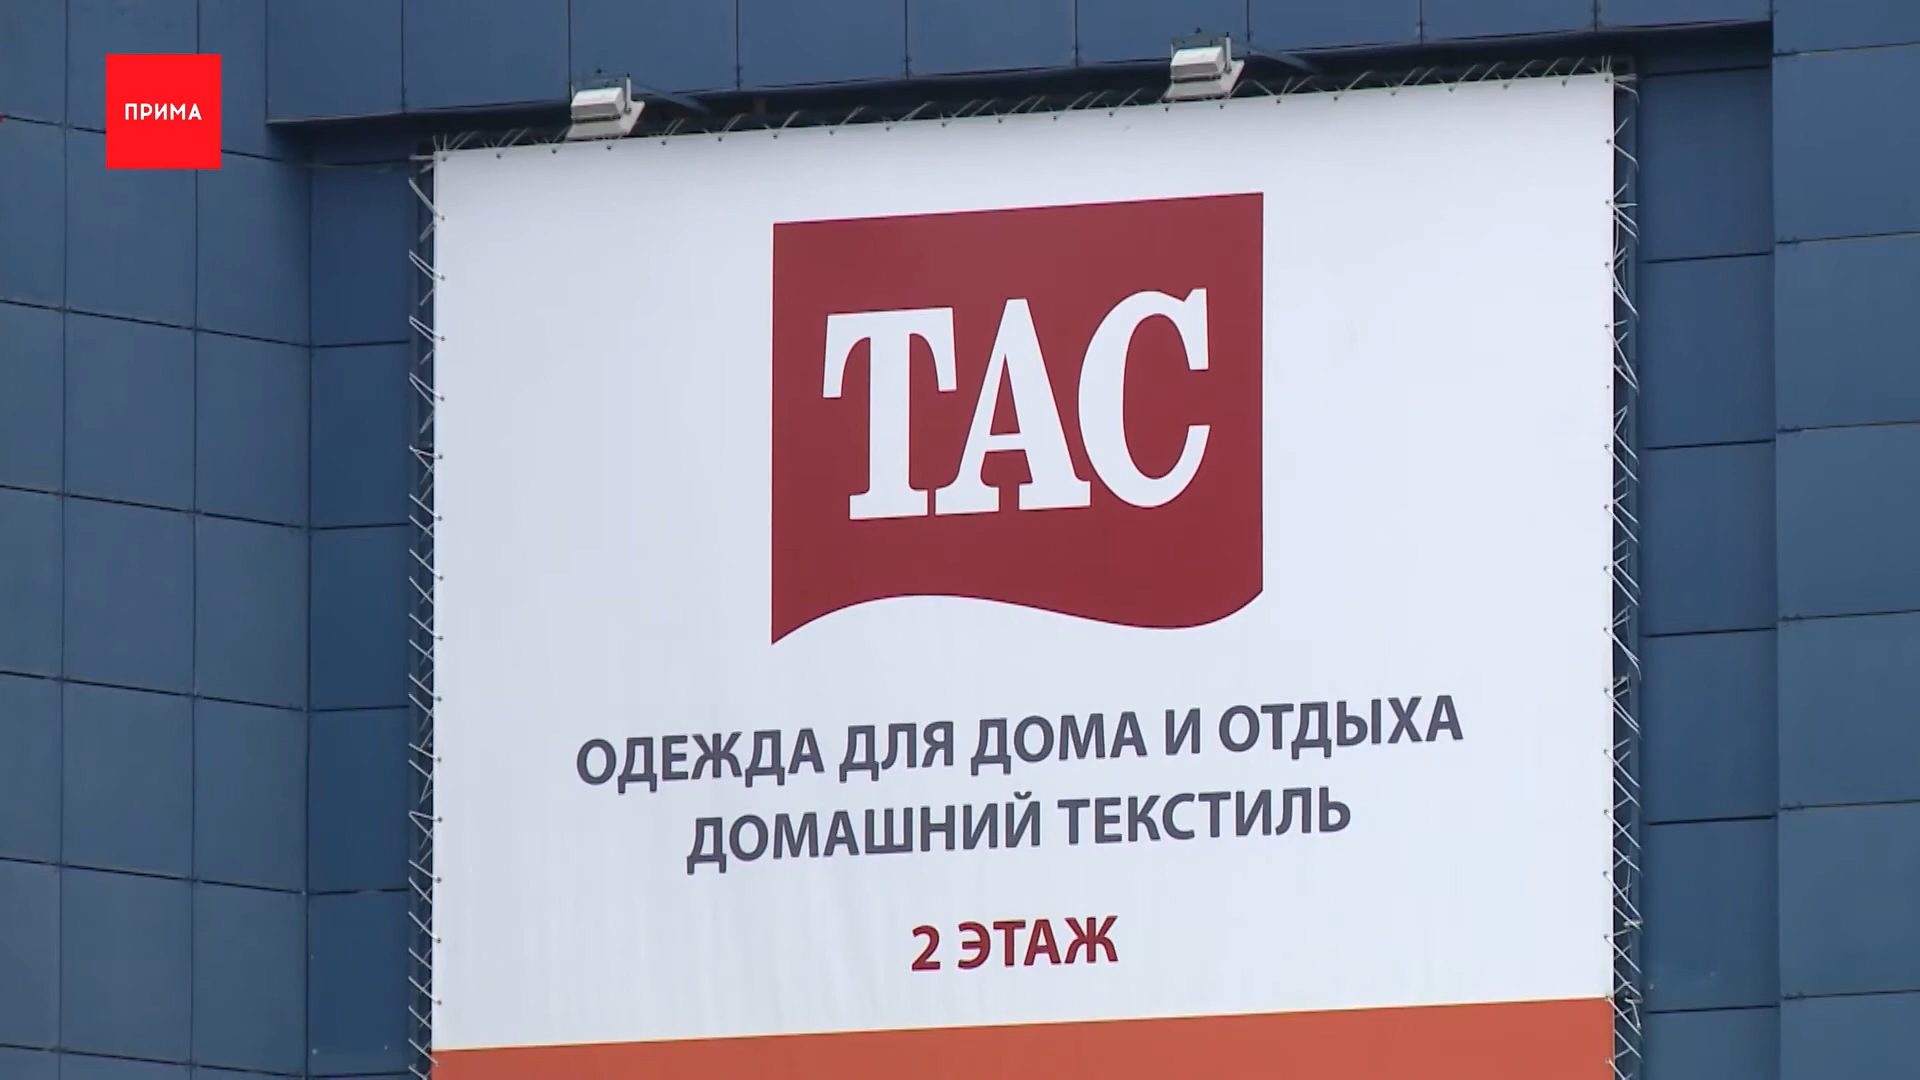 ПРИМА
ТАС
ОДЕЖДА ДЛЯ ДОМА И ОТДЫХА
ДОМАШНИЙ ТЕКСТИЛЬ
2 ЭТАЖ